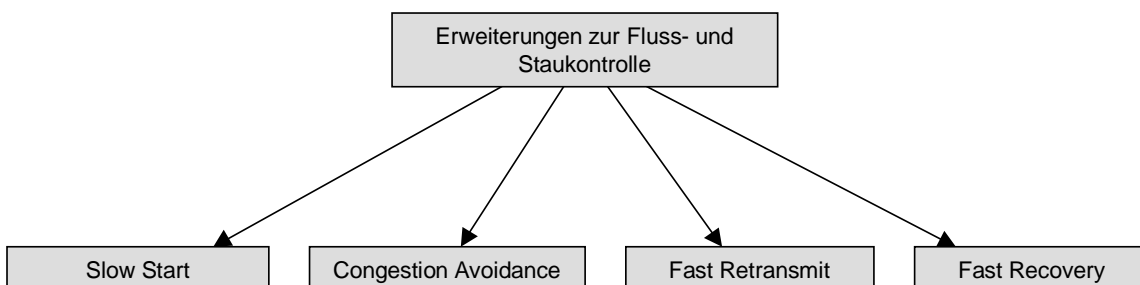 Erweiterungen zur Fluss- und
Staukontrolle
Slow Start
Congestion Avoidance
Fast Retransmit
Fast Recovery